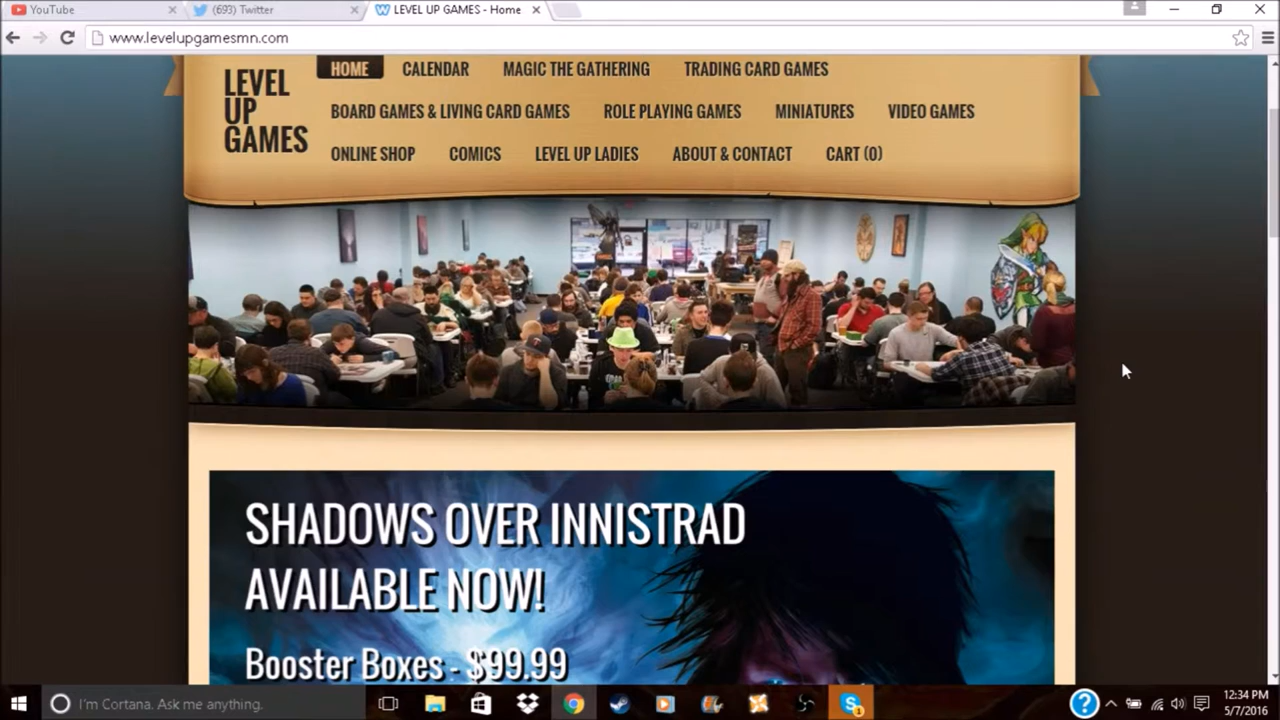 YouTube
(693) Twitter
LEVEL UP GAMES - Home
www.levelupgamesmn.com
LEVEL
UP
GAMES
HOME CALENDAR MAGIC THE GATHERING TRADING CARD GAMES
BOARD GAMES & LIVING CARD GAMES ROLE PLAYING GAMES MINIATURES VIDEO GAMES
ONLINE SHOP COMICS LEVEL UP LADIES ABOUT & CONTACT CART (0)
SHADOWS OVER INNISTRAD
AVAILABLE NOW!
Booster Boxes - $99.99
I'm Cortana. Ask me anything.
12:34 PM
5/7/2016